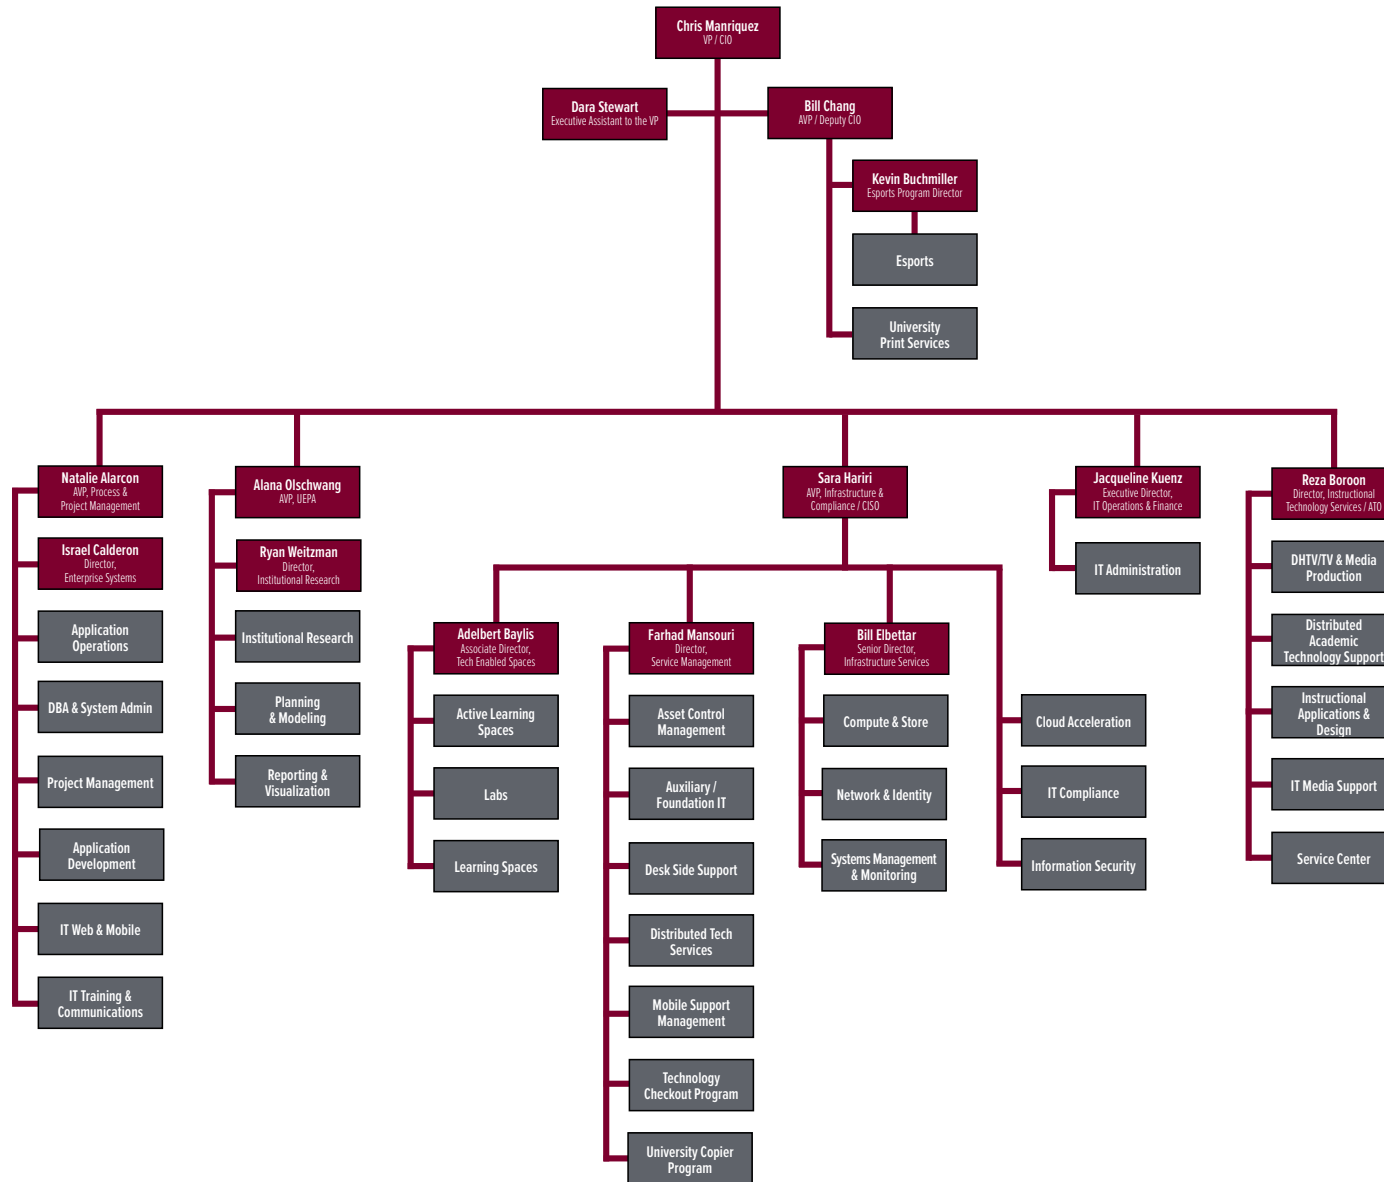 Chris Manriquez
VP / CIO
Dara Stewart
Executive Assistant to the VP
Bill Chang
AVP / Deputy CIO
Kevin Buchmiller
Esports Program Director
Esports
University
Print Services
Natalie Alarcon
AVP, Process &
Project Management
Israel Calderon
Director,
Enterprise Systems
Application
Operations
DBA & System Admin
Project Management
Application
Development
IT Web & Mobile
IT Training &
Communications
Alana Olschwang
AVP, UEPA
Ryan Weitzman
Director,
Institutional Research
Institutional Research
Planning
& Modeling
Reporting &
Visualization
Sara Hariri
AVP, Infrastructure &
Compliance / CISO
Adelbert Baylis
Associate Director,
Tech Enabled Spaces
Active Learning
Spaces
Labs
Learning Spaces
Farhad Mansouri
Director,
Service Management
Asset Control
Management
Auxiliary /
Foundation IT
Desk Side Support
Distributed Tech
Services
Mobile Support
Management
Technology
Checkout Program
University Copier
Program
Bill Elbettar
Senior Director,
Infrastructure Services
Compute & Store
Network & Identity
Systems Management
& Monitoring
Cloud Acceleration
IT Compliance
Information Security
Jacqueline Kuenz
Executive Director,
IT Operations & Finance
IT Administration
Reza Boroon
Director, Instructional
Technology Services / ATO
DHTV/TV & Media
Production
Distributed
Academic
Technology Support
Instructional
Applications &
Design
IT Media Support
Service Center